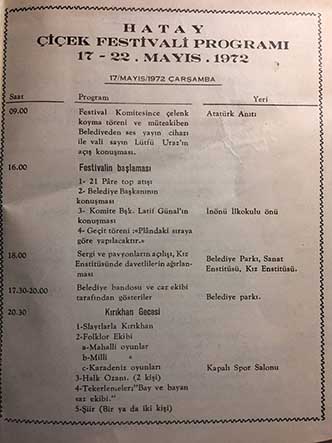 HATAY
ÇİÇEK FESTİVALİ PROGRAMI
17 - 22 . MAYIS . 1972
17/MAYIS/1972 ÇARŞAMBA
Saat Program Yeri
09.00 Festival Komitesince çelenk Atatürk Anıtı
koyma töreni ve müteakiben
Belediyeden ses yayın cihazı
ile vali sayın Lütfü Uraz'ın
açış konuşması.
16.00 Festivalin başlaması
1- 21 Pâre top atışı
2- Belediye Başkanının
konuşması
3- Komite Bşk. Latif Günal'ın İnönü İlkokulu önü
konuşması
4- Geçit töreni :«Plândaki sıraya
göre yapılacaktır.»
18.00 Sergi ve pavyonların açılışı, Kız Belediye Parkı, Sanat
Enstitüsünde davetlilerin ağırlan- Enstitüsü, Kız Enstitüsü.
ması
17.30-20.00 Belediye bandosu ve caz ekibi
tarafından gösteriler Belediye parkı.
20.30 Kırıkhan Gecesi
1-Slaytlarla Kırıkhan
2-Folklor Ekibi
a-Mahalli oyunlar
b-Milli »
c-Karadeniz oyunları Kapalı Spor Salonu
3-Halk Ozanı. (2 kişi)
4-Tekerlemeler;"Bay ve bayan
saz ekibi."
5-Şiir (Bir ya da iki kişi)